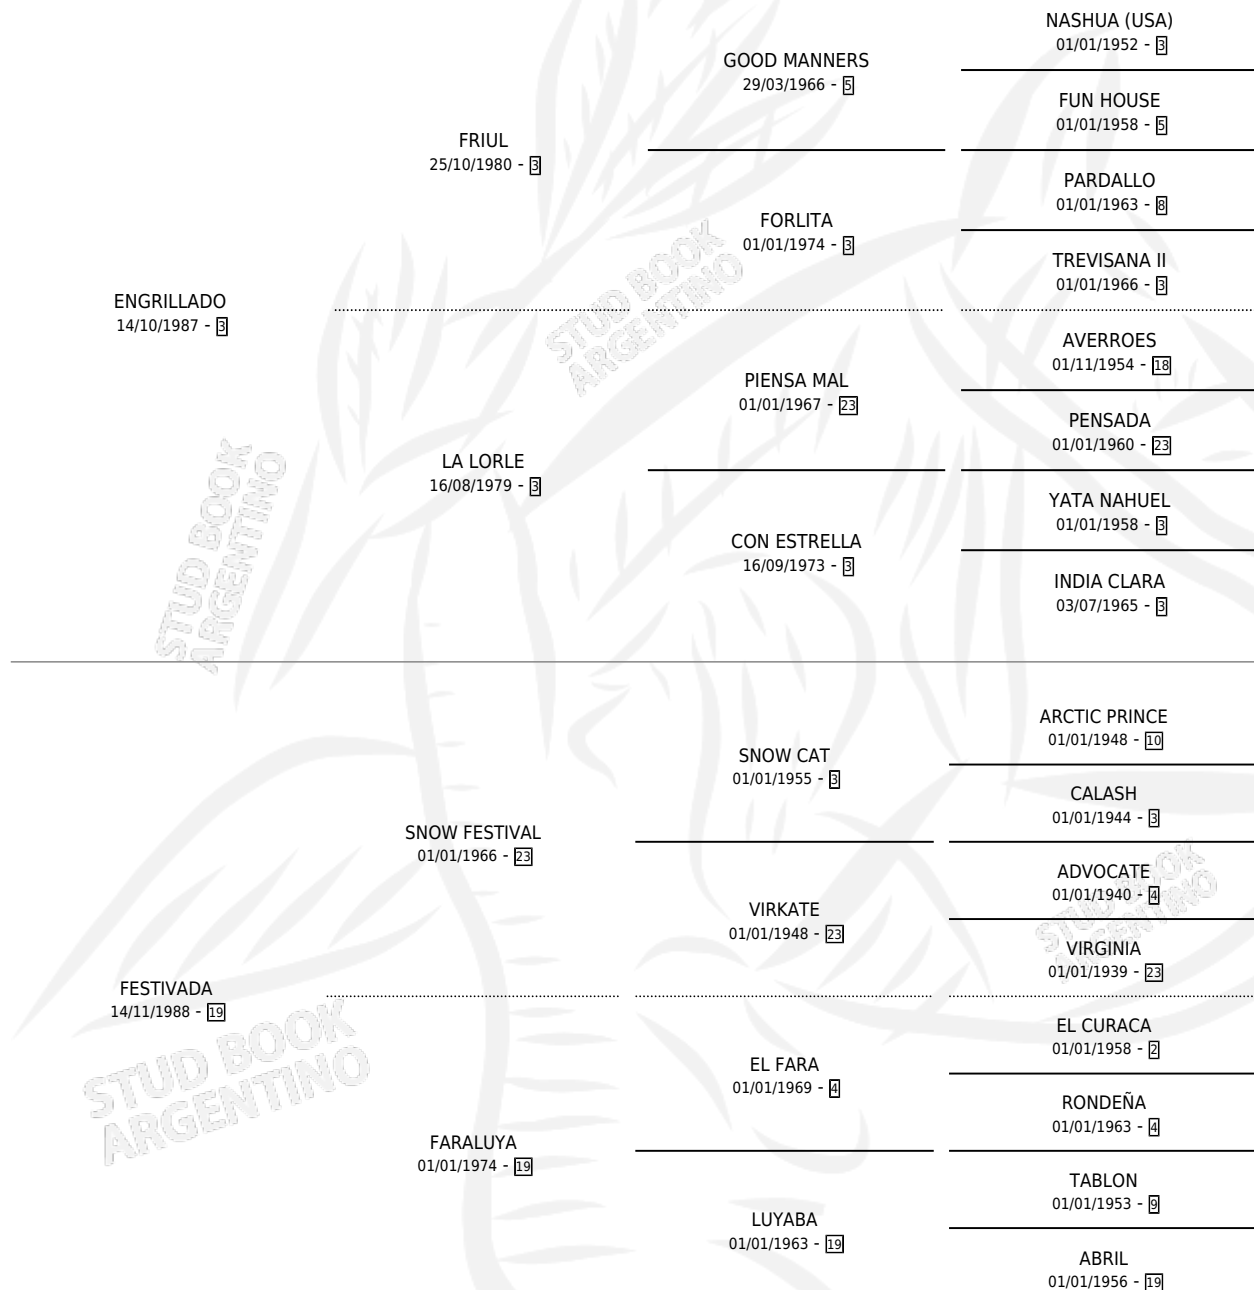 NASHUA (USA)
01/01/1952 - 3
GOOD MANNERS
29/03/1966 - 5
FUN HOUSE
01/01/1958 - 5
FRIUL
25/10/1980 - 3
PARDALLO
01/01/1963 - 8
FORLITA
01/01/1974 - 3
TREVISANA II
01/01/1966 - 3
ENGRILLADO
14/10/1987 - 3
AVERROES
01/11/1954 - 18
PIENSA MAL
01/01/1967 - 23
PENSADA
01/01/1960 - 23
LA LORLE
16/08/1979 - 3
YATA NAHUEL
01/01/1958 - 3
CON ESTRELLA
16/09/1973 - 3
INDIA CLARA
03/07/1965 - 3
STUD BOOK
ARGENTINO
STUD BOOK
ARGENTINO
ARCTIC PRINCE
01/01/1948 - 10
SNOW CAT
01/01/1955 - 3
CALASH
01/01/1944 - 3
SNOW FESTIVAL
01/01/1966 - 23
ADVOCATE
01/01/1940 - 4
VIRKATE
01/01/1948 - 23
VIRGINIA
01/01/1939 - 23
FESTIVADA
14/11/1988 - 19
EL CURACA
01/01/1958 - 2
EL FARA
01/01/1969 - 4
RONDEÑA
01/01/1963 - 4
FARALUYA
01/01/1974 - 19
TABLON
01/01/1953 - 9
LUYABA
01/01/1963 - 19
ABRIL
01/01/1956 - 19
STUD BOOK
ARGENTINO
STUD BOOK
ARGENTINO